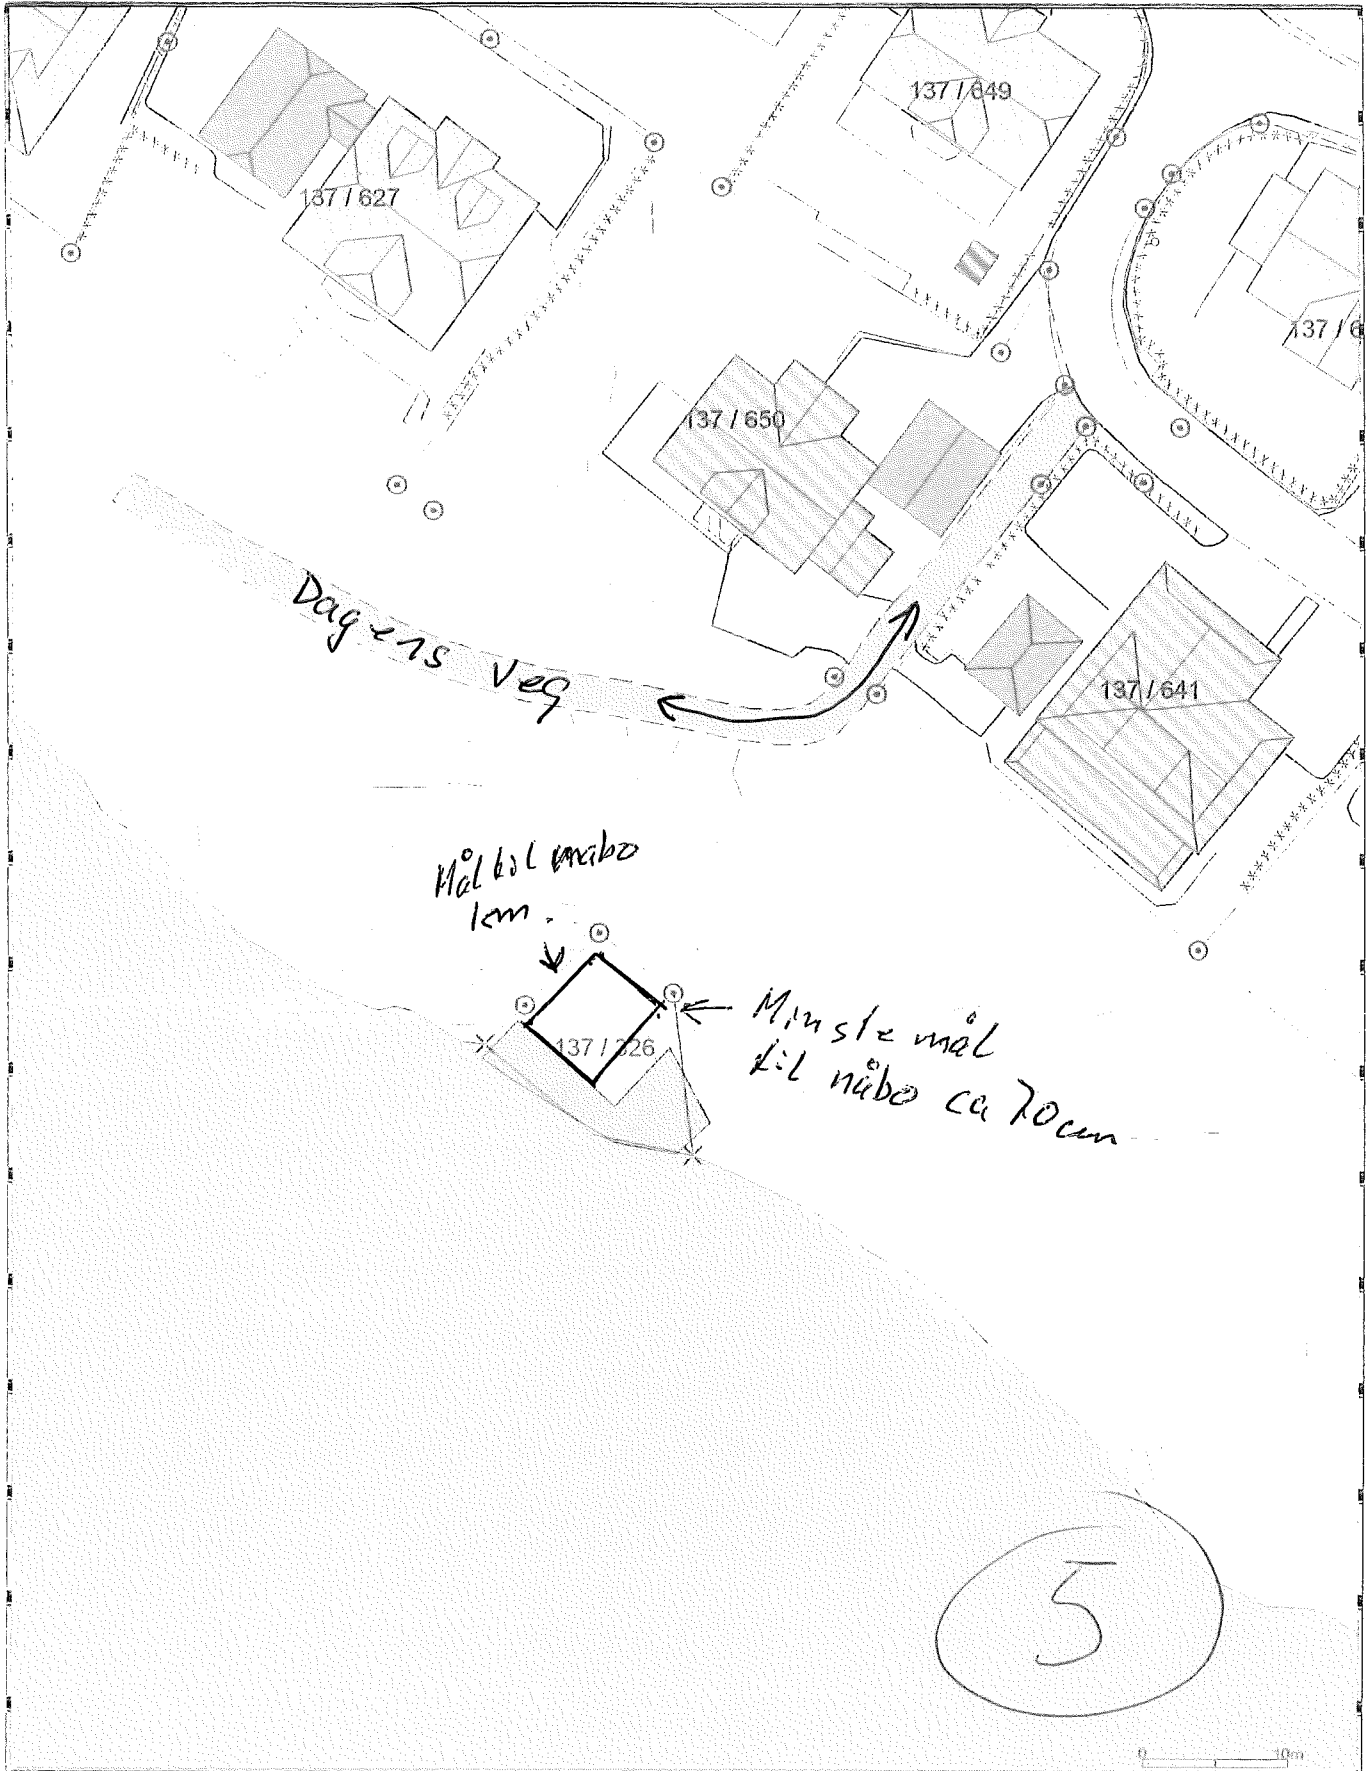 137 / 649
137 / 627
137 / 6
137 / 650
Dagens veg
137 / 641
Mål til nabo
1m.
137 / 326
Minste mål
til nabo ca 70cm
5
0 10m